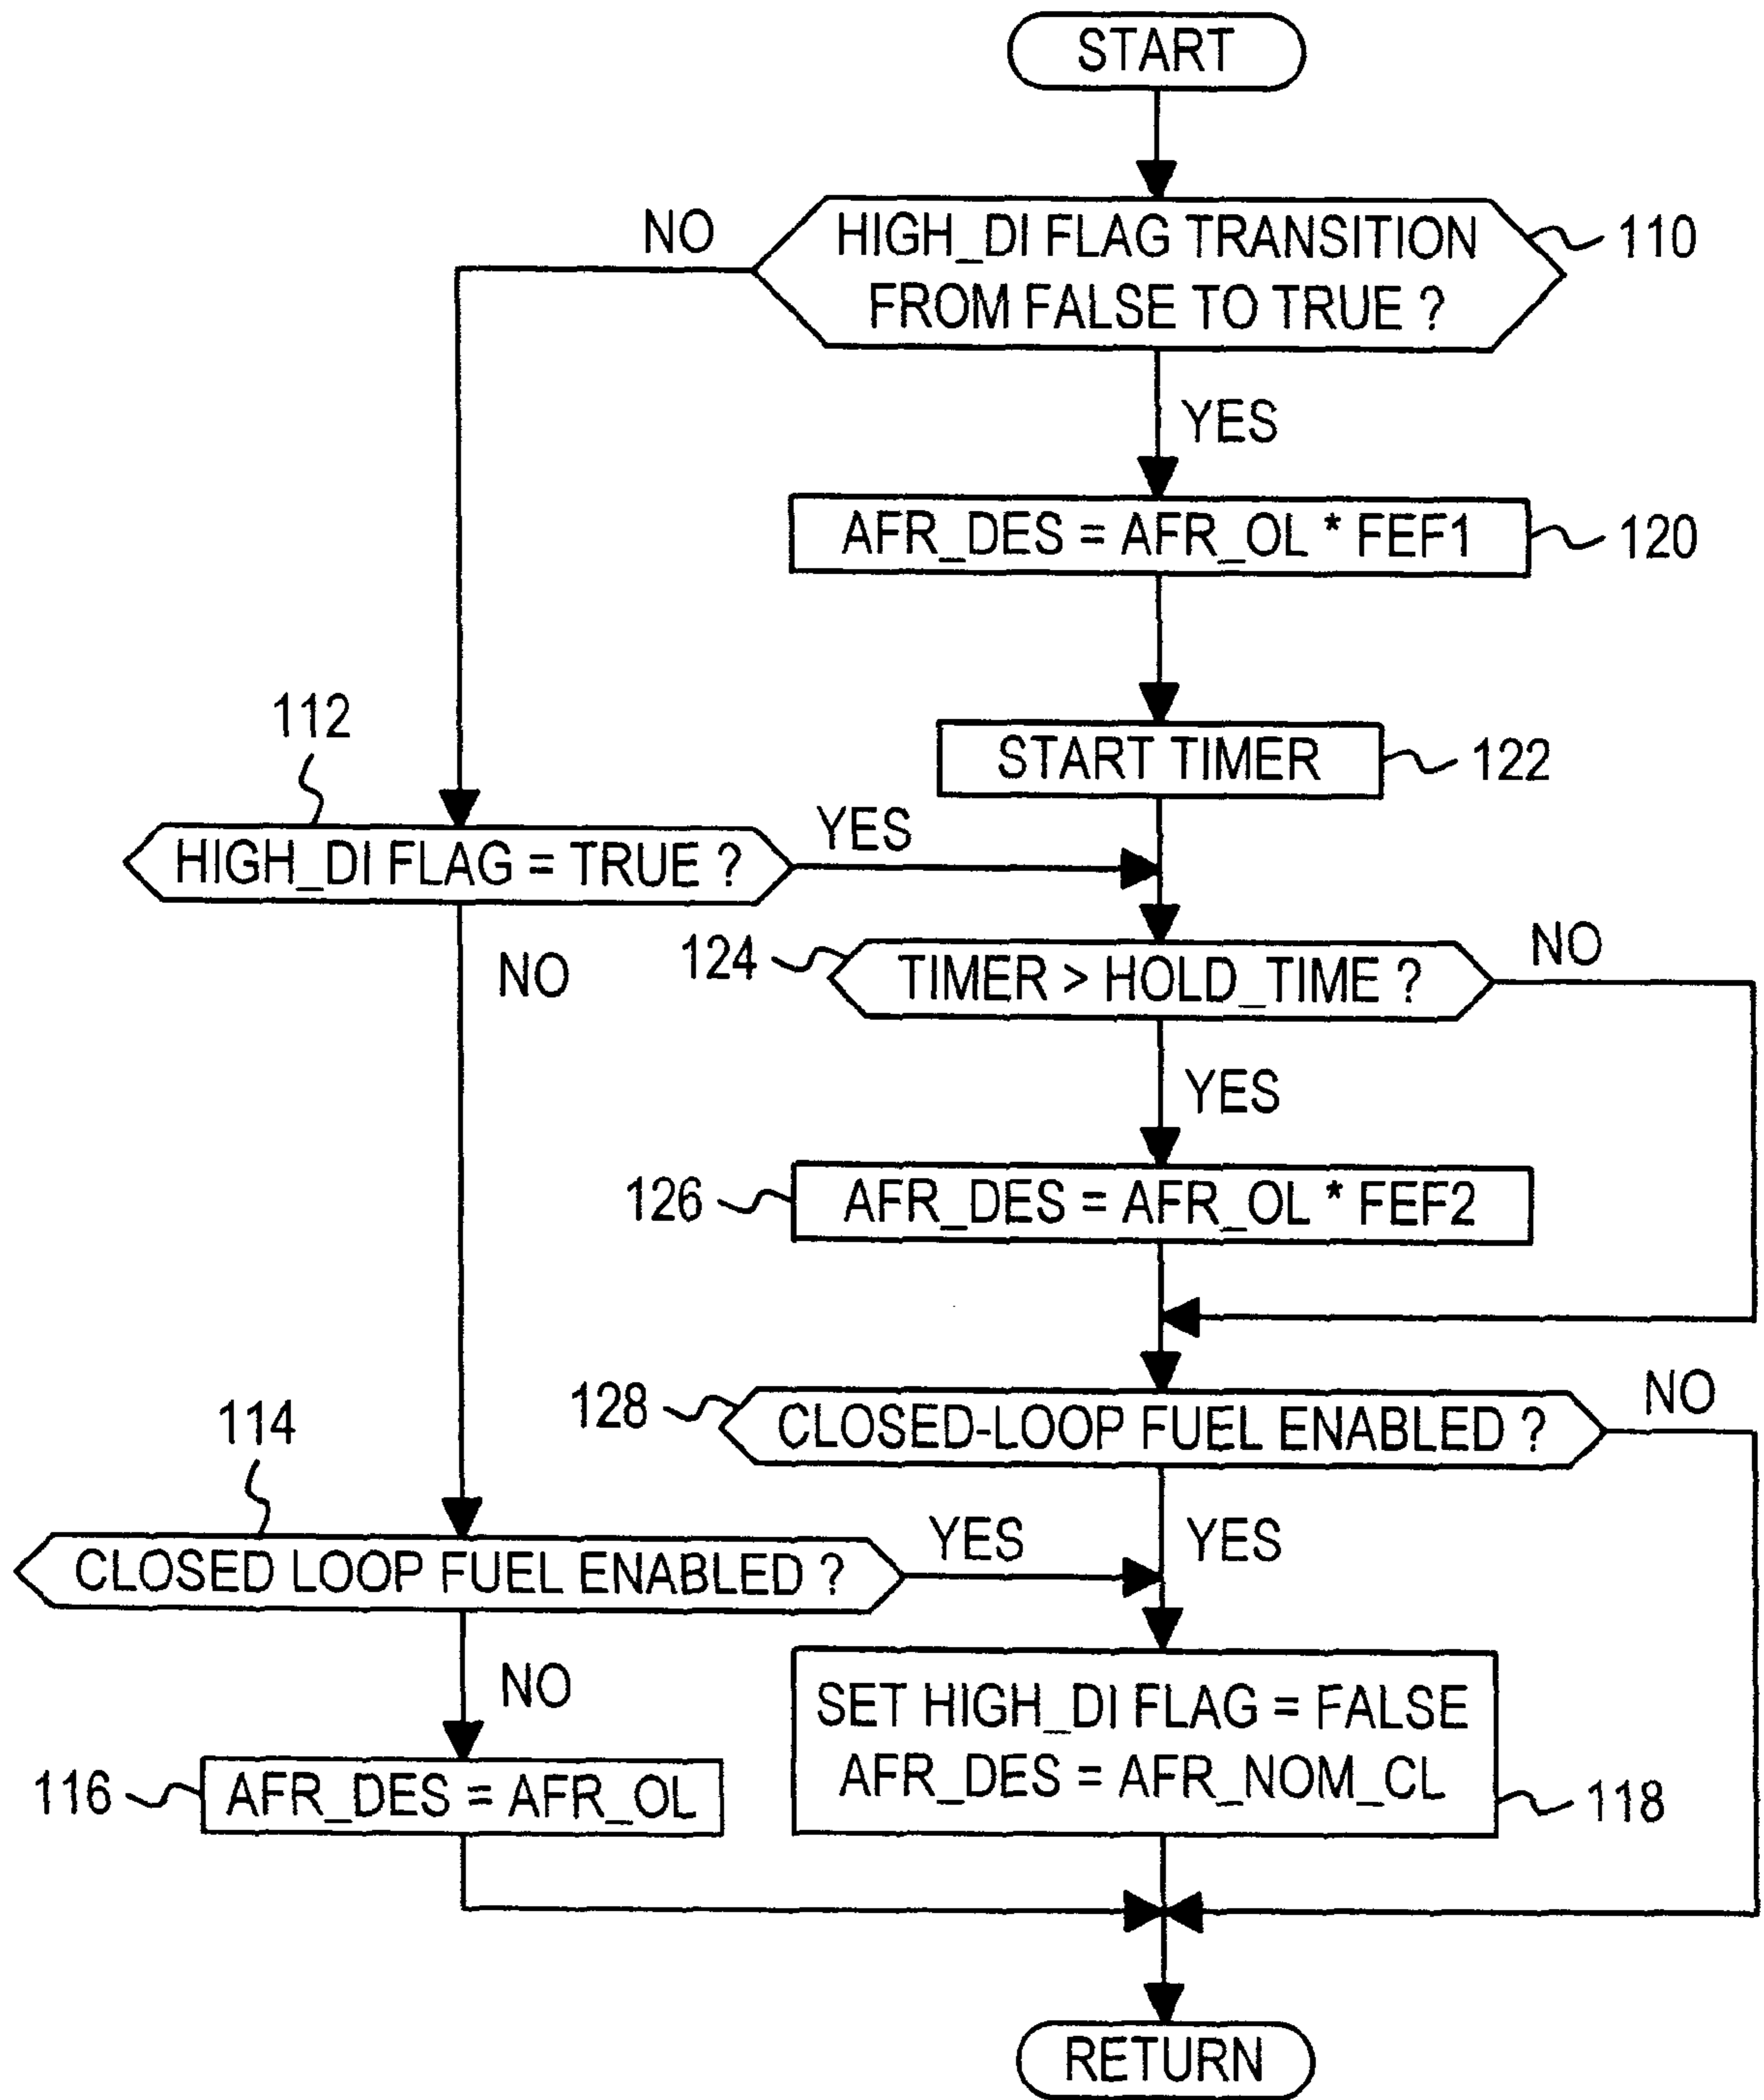 START
NO
HIGH_DI FLAG TRANSITION
FROM FALSE TO TRUE ?
110
YES
AFR_DES = AFR_OL * FEF1
120
START TIMER
122
112
HIGH_DI FLAG = TRUE ?
YES
NO
124
TIMER > HOLD_TIME ?
NO
YES
126
AFR_DES = AFR_OL * FEF2
128
CLOSED-LOOP FUEL ENABLED ?
NO
114
CLOSED LOOP FUEL ENABLED ?
YES
YES
NO
SET HIGH_DI FLAG = FALSE
AFR_DES = AFR_NOM_CL
118
116
AFR_DES = AFR_OL
RETURN